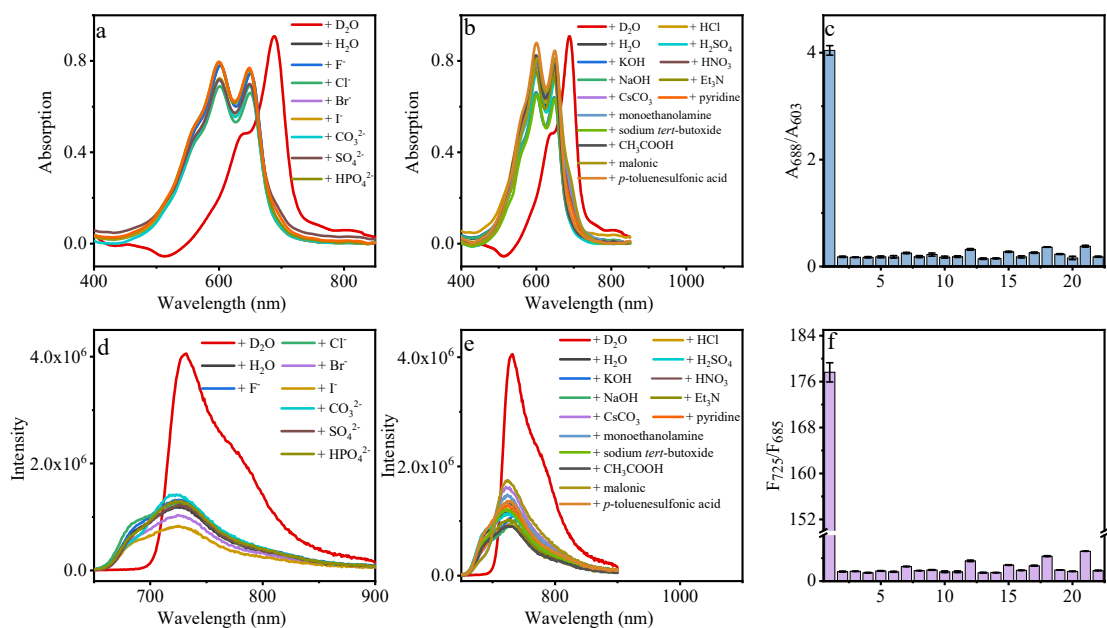 a
+ D₂O
+ H₂O
+ F⁻
+ Cl⁻
+ Br⁻
+ I⁻
+ CO₃²⁻
+ SO₄²⁻
+ HPO₄²⁻
Absorption
0.8
0.4
0.0
400 500 600 700 800
Wavelength (nm)
b
+ D₂O + HCl
+ H₂O + H₂SO₄
+ KOH + HNO₃
+ NaOH + Et₃N
+ CsCO₃ + pyridine
+ monoethanolamine
+ sodium tert-butoxide
+ CH₃COOH
+ malonic
+ p-toluenesulfonic acid
Absorption
0.8
0.4
0.0
400 500 600 700 800 900 1000
Wavelength (nm)
c
A₆₈₈/A₆₀₃
4
2
0
5 10 15 20
d
+ D₂O + Cl⁻
+ H₂O + Br⁻
+ F⁻ + I⁻
+ CO₃²⁻
+ SO₄²⁻
+ HPO₄²⁻
Intensity
4.0x10⁶
2.0x10⁶
0.0
700 800 900
Wavelength (nm)
e
+ D₂O + HCl
+ H₂O + H₂SO₄
+ KOH + HNO₃
+ NaOH + Et₃N
+ CsCO₃ + pyridine
+ monoethanolamine
+ sodium tert-butoxide
+ CH₃COOH
+ malonic
+ p-toluenesulfonic acid
Intensity
4.0x10⁶
2.0x10⁶
0.0
800 1000
Wavelength (nm)
f
F₇₂₅/F₆₈₅
184
176
168
160
152
0
5 10 15 20